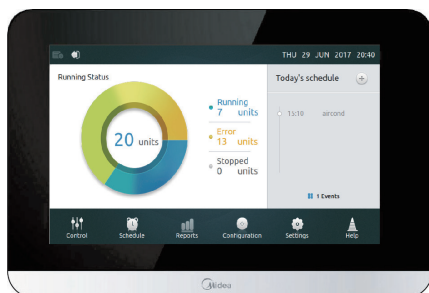 THU 29 JUN 2017 20:40
Running Status
20 units
Running
7 units
Error
13 units
Stopped
0 units
Today's schedule
15:10 aircond
1 Events
Control
Schedule
Reports
Configuration
Settings
Help
Midea